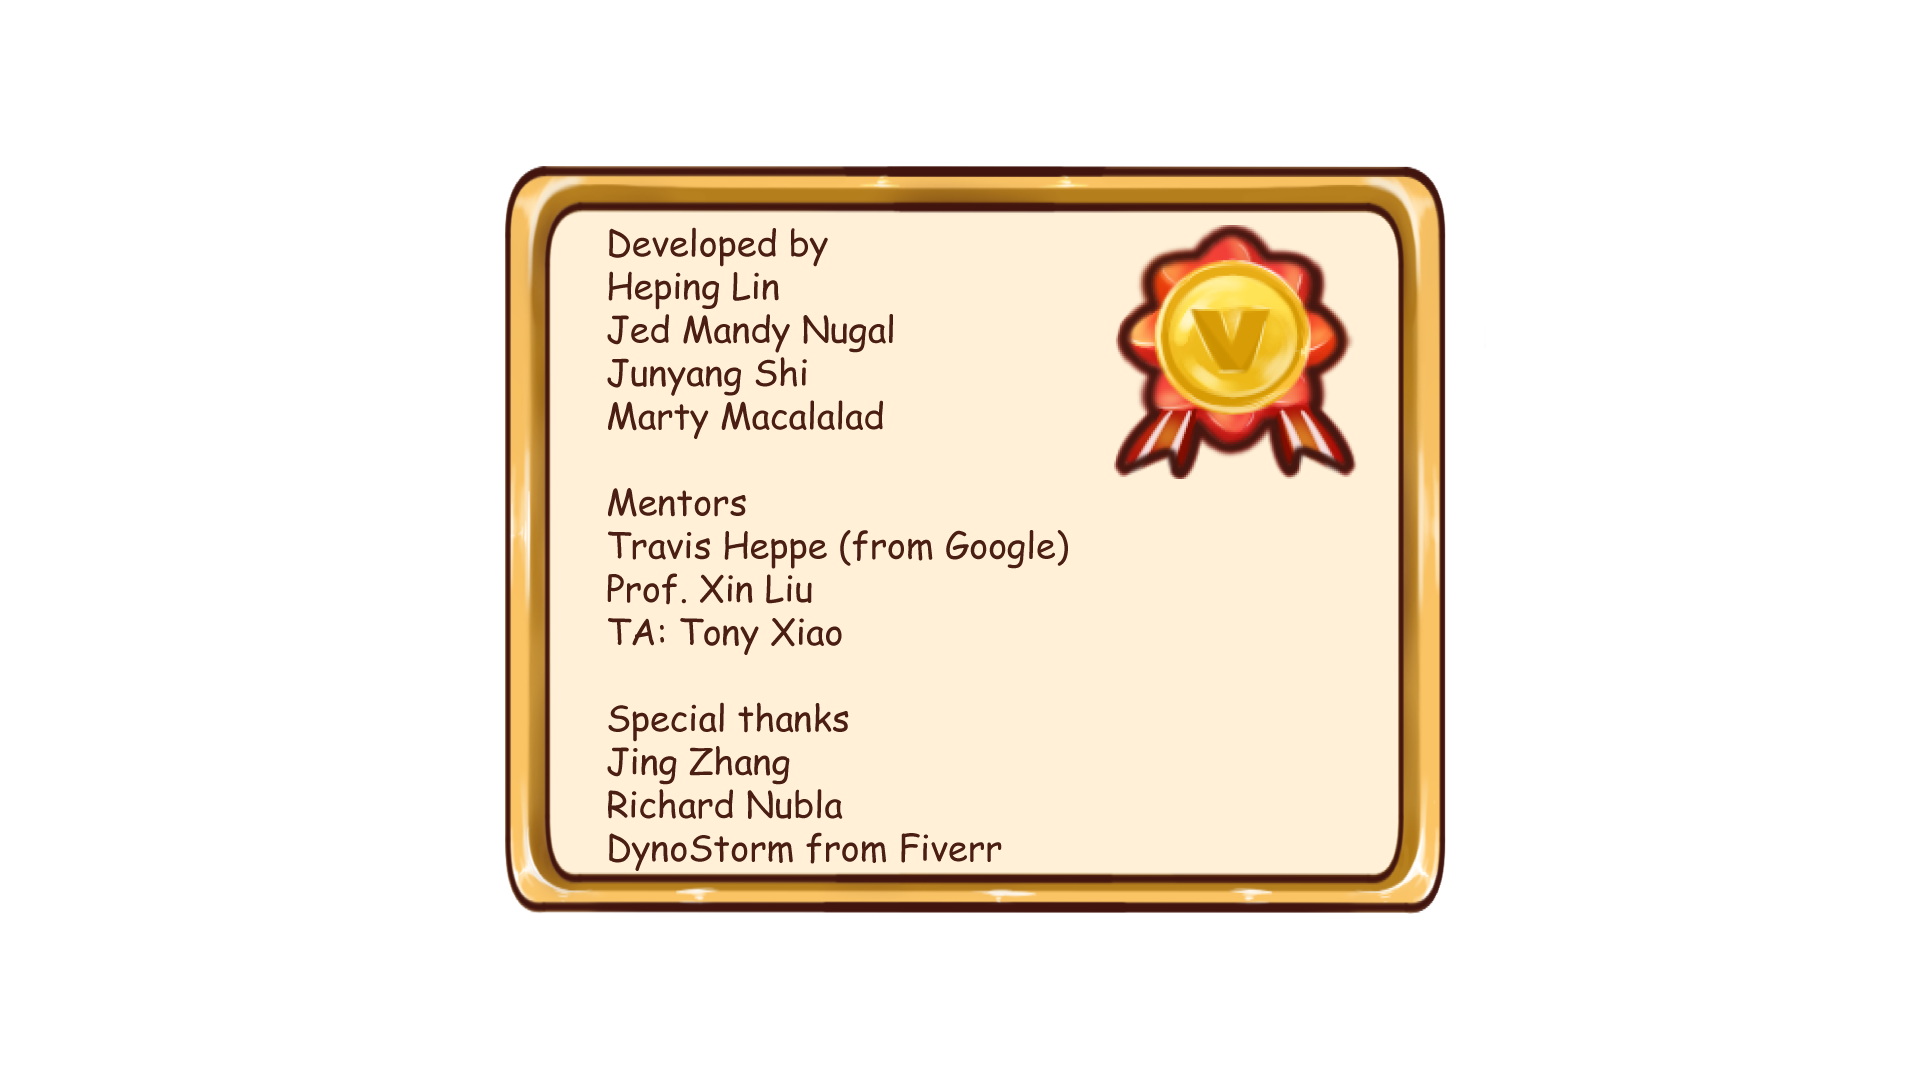 Developed by
Heping Lin
Jed Mandy Nugal
Junyang Shi
Marty Macalalad
V
Mentors
Travis Heppe (from Google)
Prof. Xin Liu
TA: Tony Xiao
Special thanks
Jing Zhang
Richard Nubla
DynoStorm from Fiverr